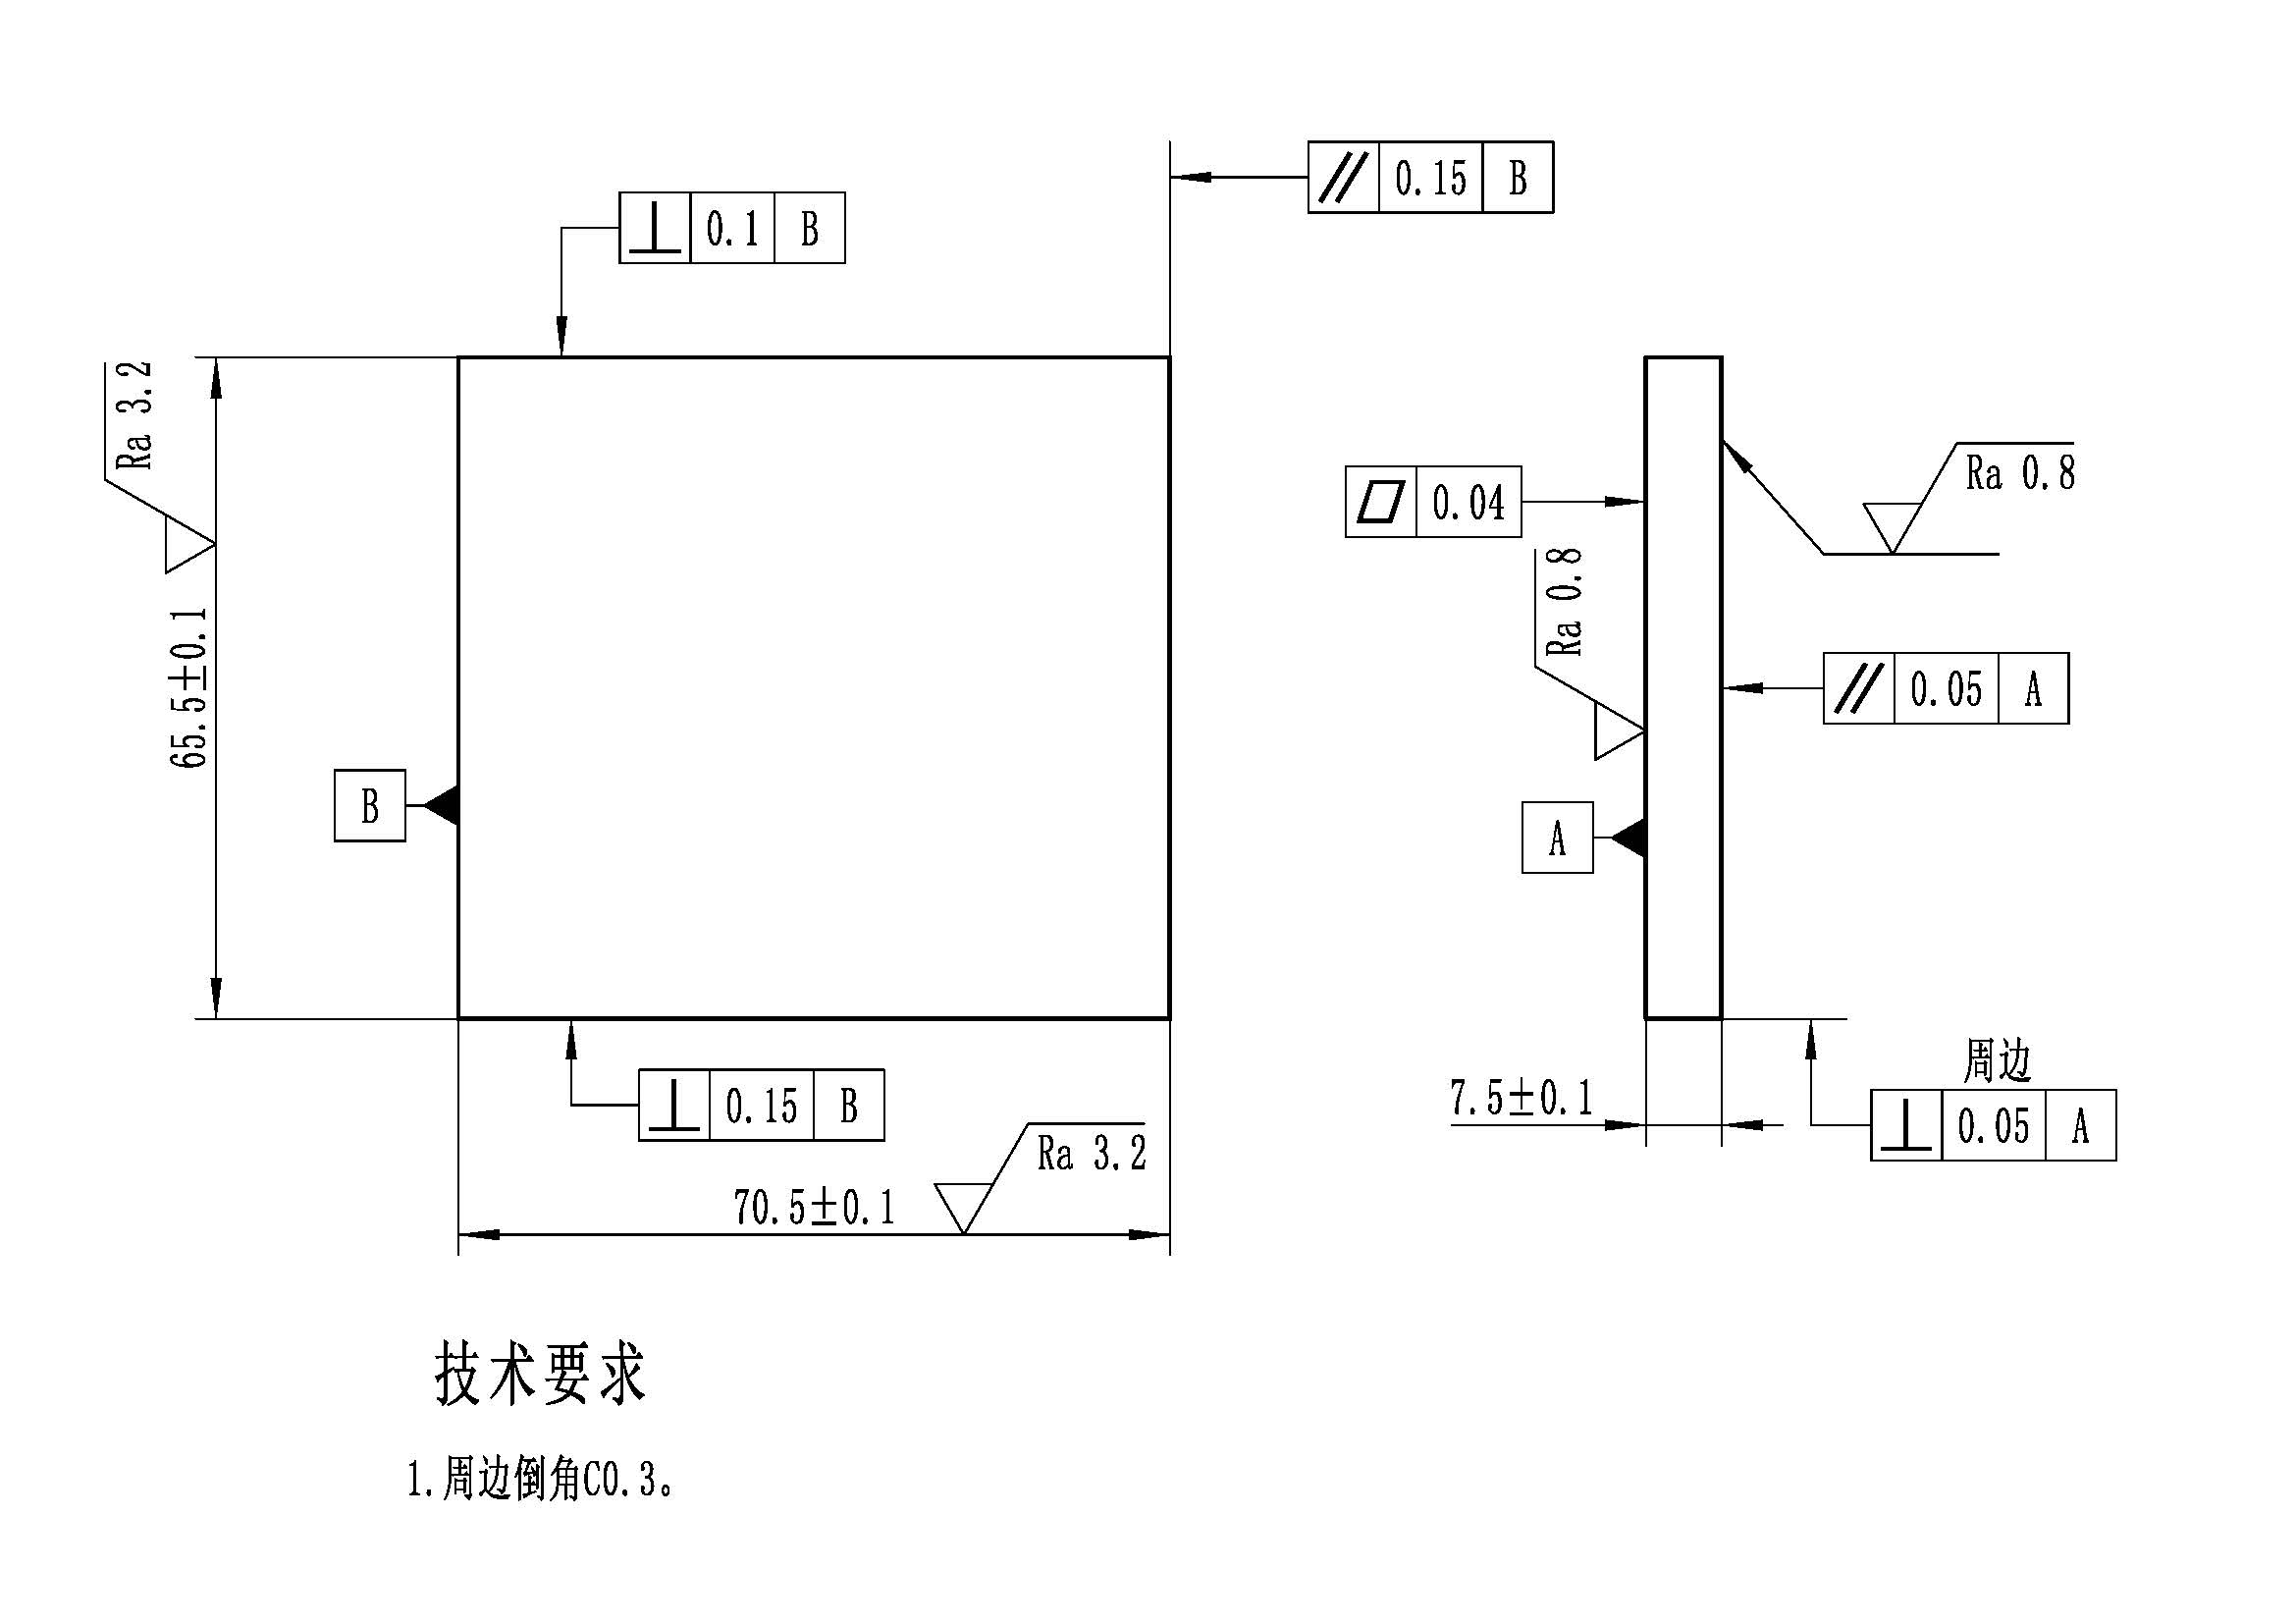 // 0.15 B
⊥ 0.1 B
Ra 3.2
65.5±0.1
B
⊥ 0.15 B
Ra 3.2
70.5±0.1
▱ 0.04
Ra 0.8
Ra 0.8
// 0.05 A
A
7.5±0.1
周边
⊥ 0.05 A
技术要求
1.周边倒角C0.3。